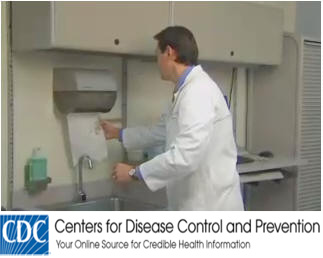 CDC Centers for Disease Control and Prevention
Your Online Source for Credible Health Information